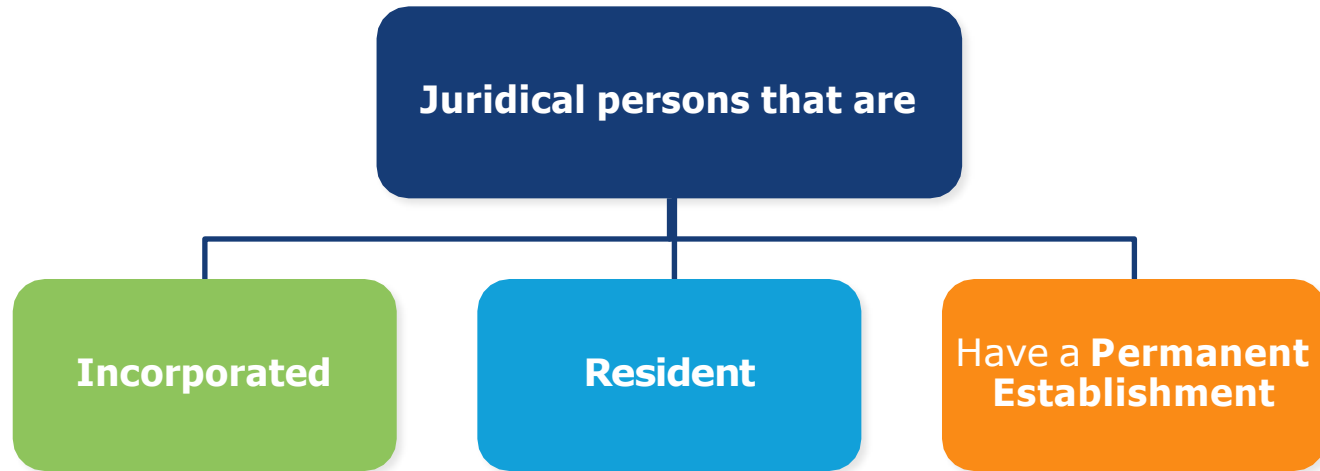 Juridical persons that are
Incorporated
Resident
Have a Permanent
Establishment